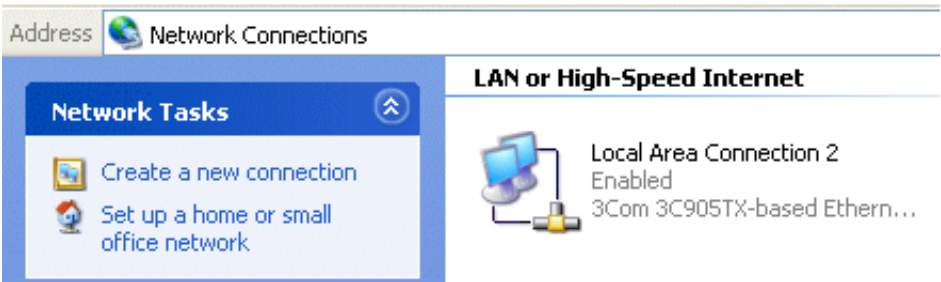 Address Network Connections
LAN or High-Speed Internet
Network Tasks
Create a new connection
Set up a home or small
office network
Local Area Connection 2
Enabled
3Com 3C905TX-based Ethern...